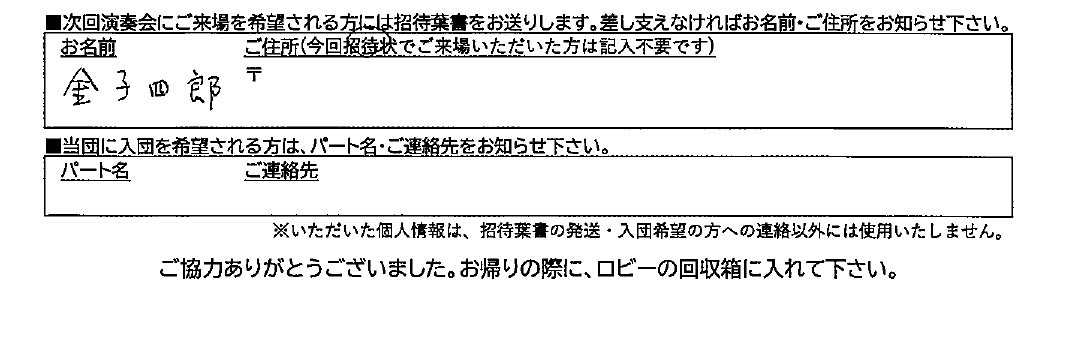 ■次回演奏会にご来場を希望される方には招待葉書をお送りします。差し支えなければお名前・ご住所をお知らせ下さい。
お名前 ご住所(今回招待状でご来場いただいた方は記入不要です)
金子四郎 〒
■当団に入団を希望される方は、パート名・ご連絡先をお知らせ下さい。
パート名 ご連絡先
※いただいた個人情報は、招待葉書の発送・入団希望の方への連絡以外には使用いたしません。
ご協力ありがとうございました。お帰りの際に、ロビーの回収箱に入れて下さい。